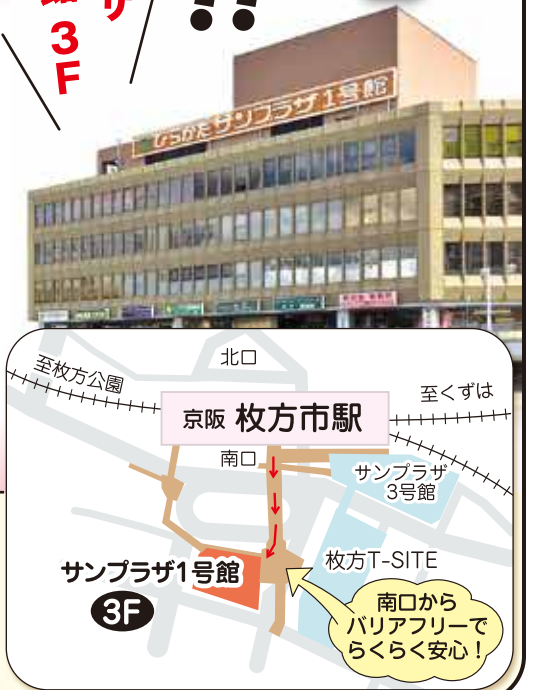 3F
!!
ひらかたサンプラザ1号館
北口
至枚方公園
至くずは
京阪 枚方市駅
南口
サンプラザ
3号館
枚方T-SITE
サンプラザ1号館
3F
南口から
バリアフリーで
らくらく安心！